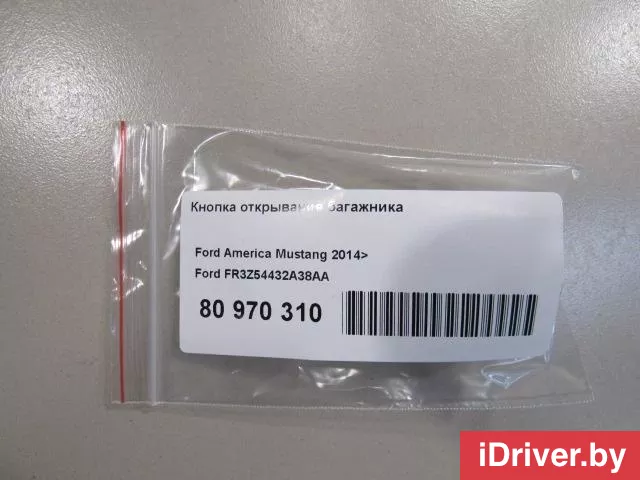 Кнопка открывания багажника
Ford America Mustang 2014>
Ford FR3Z54432A38AA
80 970 310
iDriver.by